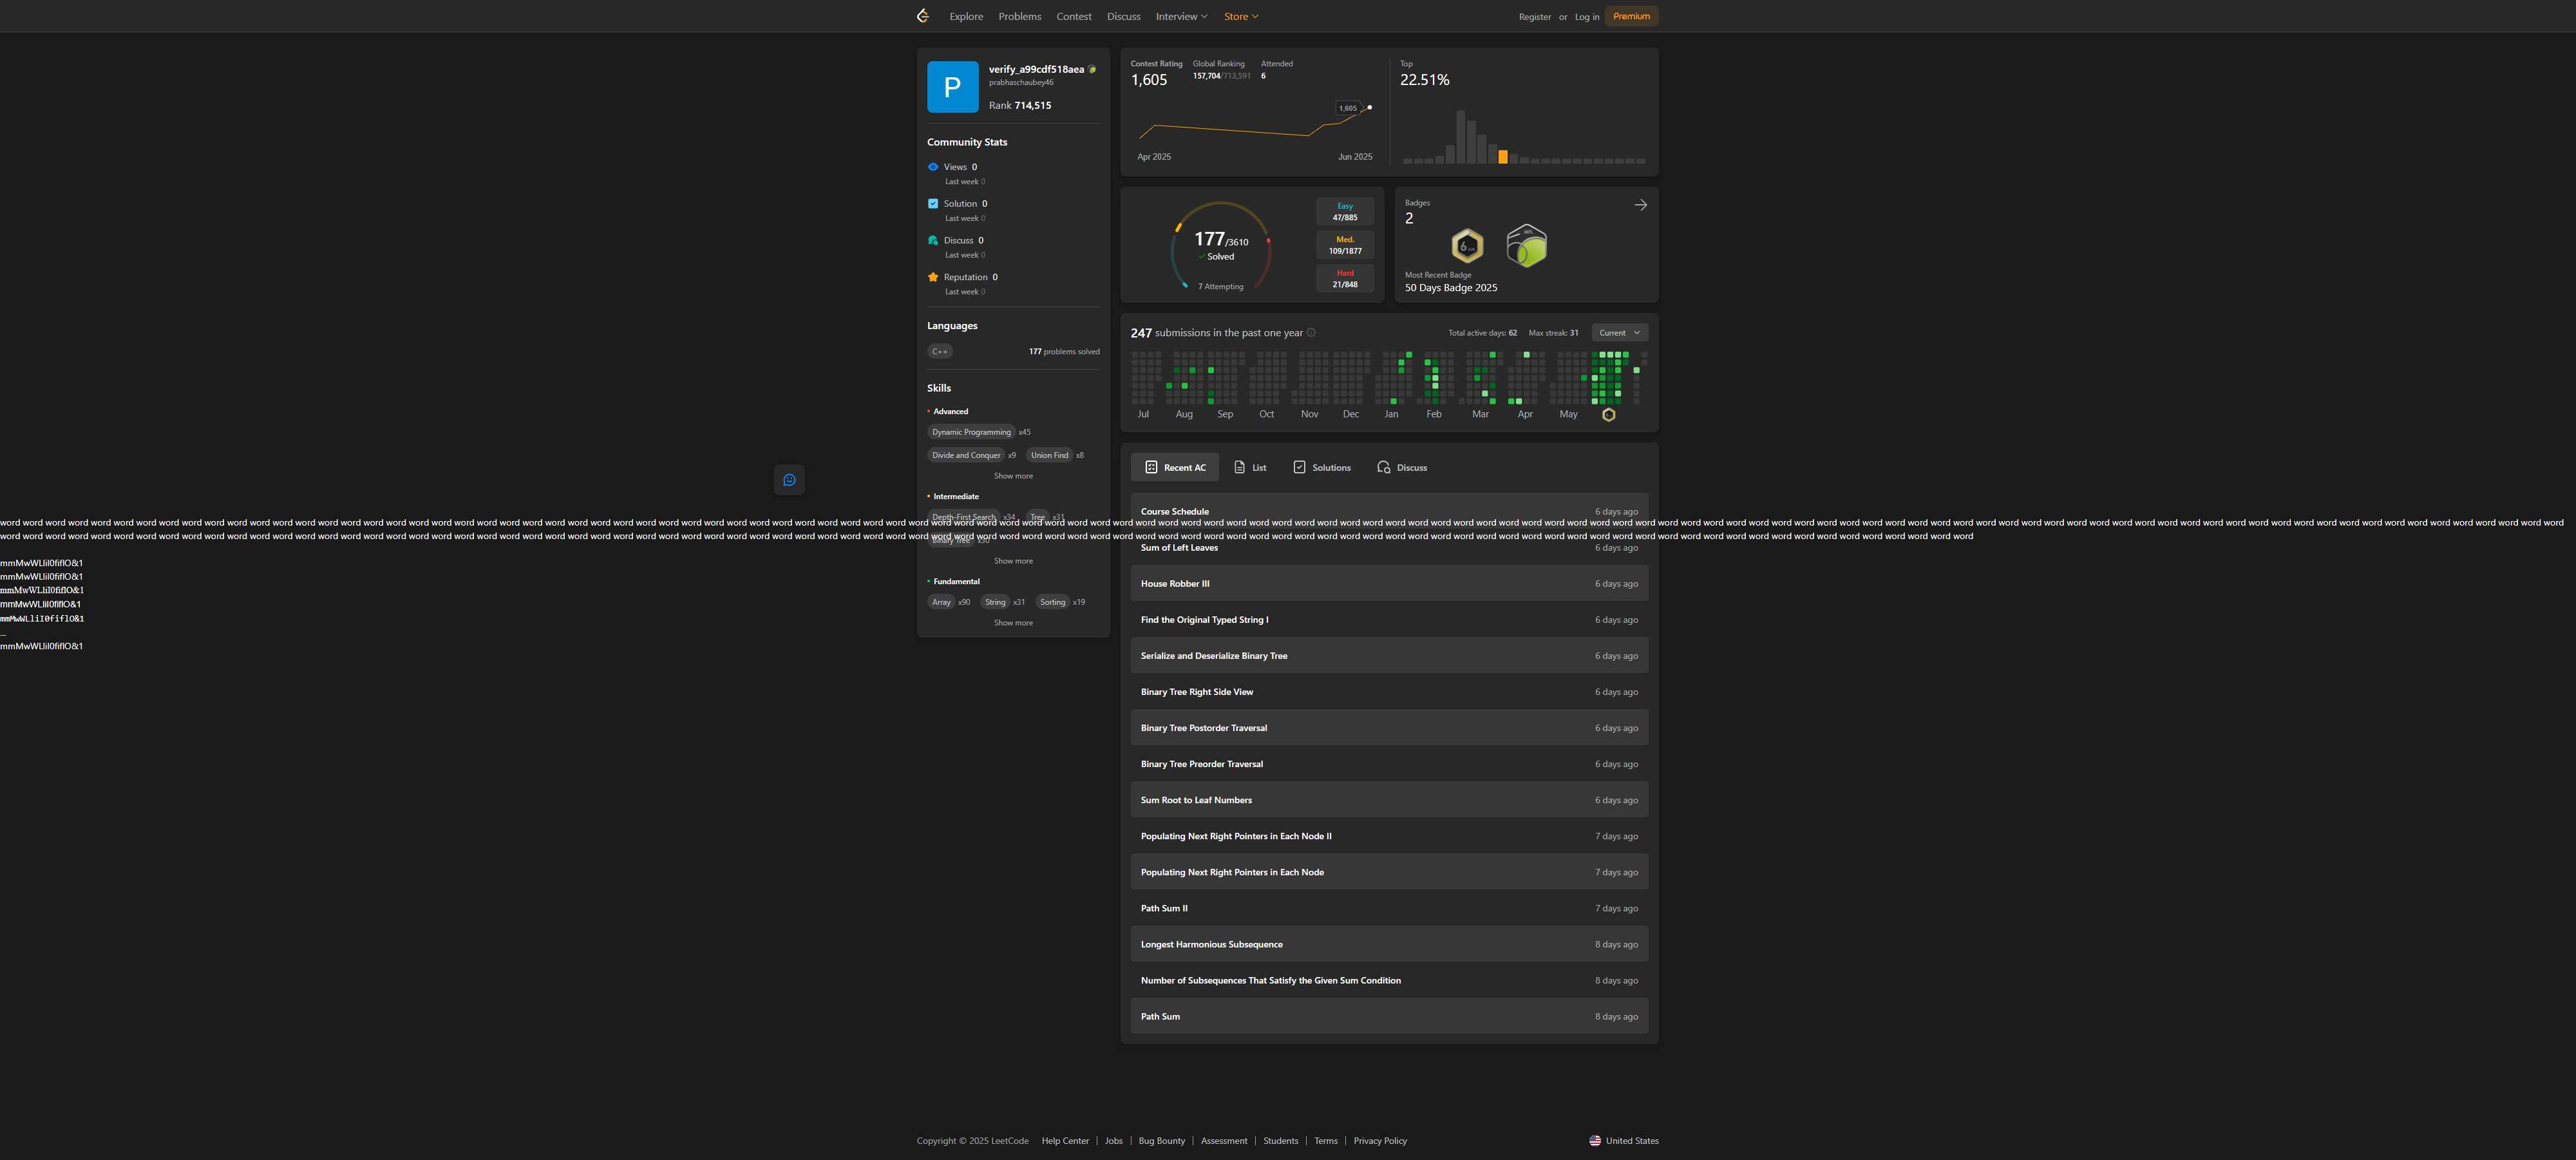 Explore Problems Contest Discuss Interview Store Register or Log in Premium
P
verify_a99cdf518aea
prabhaschaubey46
Rank 714,515
Community Stats
Views 0
Last week 0
Solution 0
Last week 0
Discuss 0
Last week 0
Reputation 0
Last week 0
Languages
C++ 177 problems solved
Skills
Advanced
Dynamic Programming x45
Divide and Conquer x9 Union Find x8
Show more
Intermediate
Depth-First Search x34 Tree x31
Binary Tree x30
Show more
Fundamental
Array x90 String x31 Sorting x19
Show more
Contest Rating Global Ranking Attended
1,605 157,704/713,591 6
1,605
Apr 2025 Jun 2025
Top
22.51%
177/3610
Solved
7 Attempting
Easy
47/885
Med.
109/1877
Hard
21/848
Badges
2
Most Recent Badge
50 Days Badge 2025
247 submissions in the past one year Total active days: 62 Max streak: 31 Current
Jul Aug Sep Oct Nov Dec Jan Feb Mar Apr May
Recent AC List Solutions Discuss
Course Schedule 6 days ago
Sum of Left Leaves 6 days ago
House Robber III 6 days ago
Find the Original Typed String I 6 days ago
Serialize and Deserialize Binary Tree 6 days ago
Binary Tree Right Side View 6 days ago
Binary Tree Postorder Traversal 6 days ago
Binary Tree Preorder Traversal 6 days ago
Sum Root to Leaf Numbers 6 days ago
Populating Next Right Pointers in Each Node II 7 days ago
Populating Next Right Pointers in Each Node 7 days ago
Path Sum II 7 days ago
Longest Harmonious Subsequence 8 days ago
Number of Subsequences That Satisfy the Given Sum Condition 8 days ago
Path Sum 8 days ago
word word word word word word word word word word word word word word word word word word word word word word word word word word word word word word word word word word word word word word word word word word word word word word word word word word word word word word word word word word word word word word word word word word word word word word word word word word word word word word word word word word word word word word word word word word word word word word word word word word word word word word word word word word word word word
word word word word word word word word word word word word word word word word word word word word word word word word word word word word word word word word word word word word word word word word word word word word word word word word word word word word word word word word word word word word word word word word word word word word word word word word word word word word word word word word word word word word word
mmMwWLliI0fiflO&1
mmMwWLliI0fiflO&1
mmMwWLliI0fiflO&1
mmMwWLliI0fiflO&1
mmMwWLliI0fiflO&1
_
mmMwWLliI0fiflO&1
Copyright © 2025 LeetCode Help Center | Jobs | Bug Bounty | Assessment | Students | Terms | Privacy Policy United States